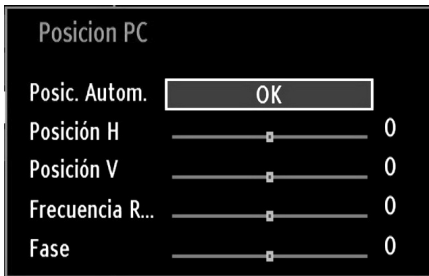 Posicion PC
Posic. Autom. OK
Posición H 0
Posición V 0
Frecuencia R... 0
Fase 0